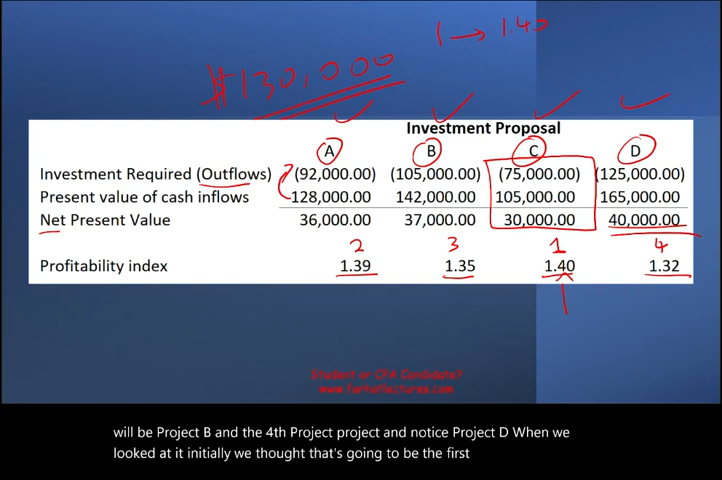 1 → 1.40
$130,000
Investment Proposal
A B C D
Investment Required (Outflows) (92,000.00) (105,000.00) (75,000.00) (125,000.00)
Present value of cash inflows 128,000.00 142,000.00 105,000.00 165,000.00
Net Present Value 36,000.00 37,000.00 30,000.00 40,000.00
2 3 1 4
Profitability index 1.39 1.35 1.40 1.32
Student or CPA Candidate?
www.farhatlectures.com
will be Project B and the 4th Project project and notice Project D When we
looked at it initially we thought that's going to be the first